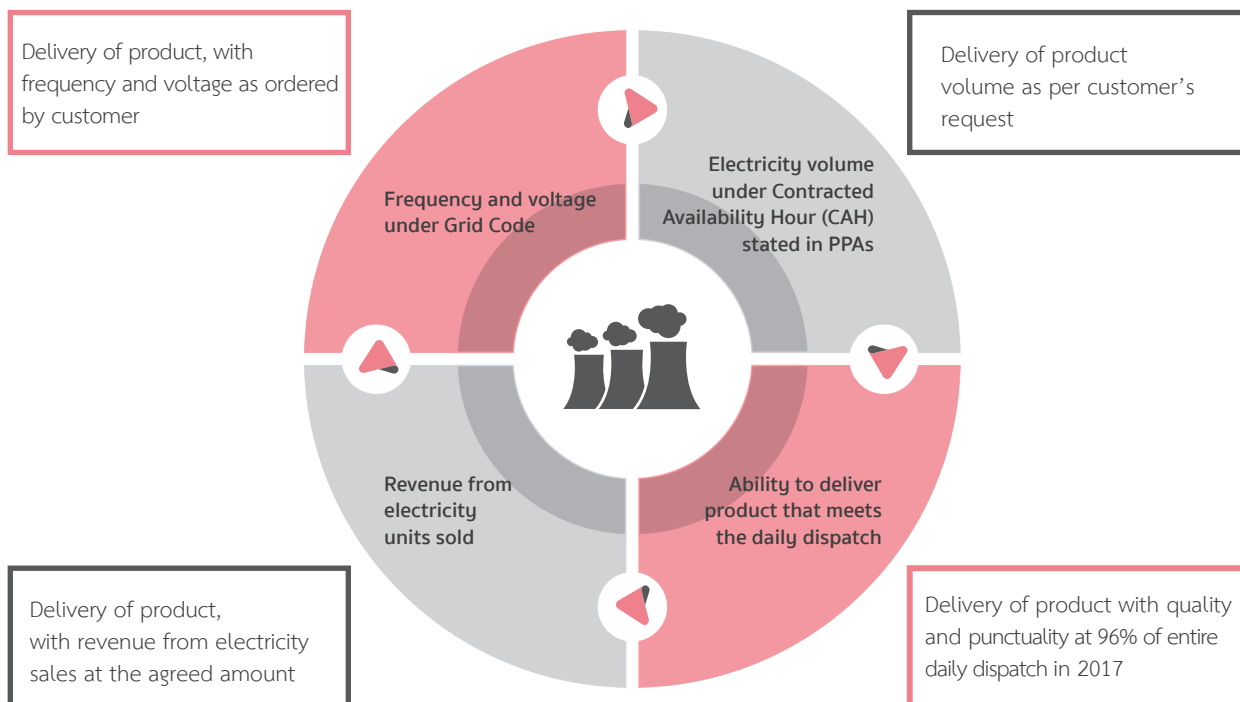 Delivery of product, with
frequency and voltage as ordered
by customer
Delivery of product
volume as per customer’s
request
Frequency and voltage
under Grid Code
Electricity volume
under Contracted
Availability Hour (CAH)
stated in PPAs
Revenue from
electricity
units sold
Ability to deliver
product that meets
the daily dispatch
Delivery of product,
with revenue from electricity
sales at the agreed amount
Delivery of product with quality
and punctuality at 96% of entire
daily dispatch in 2017